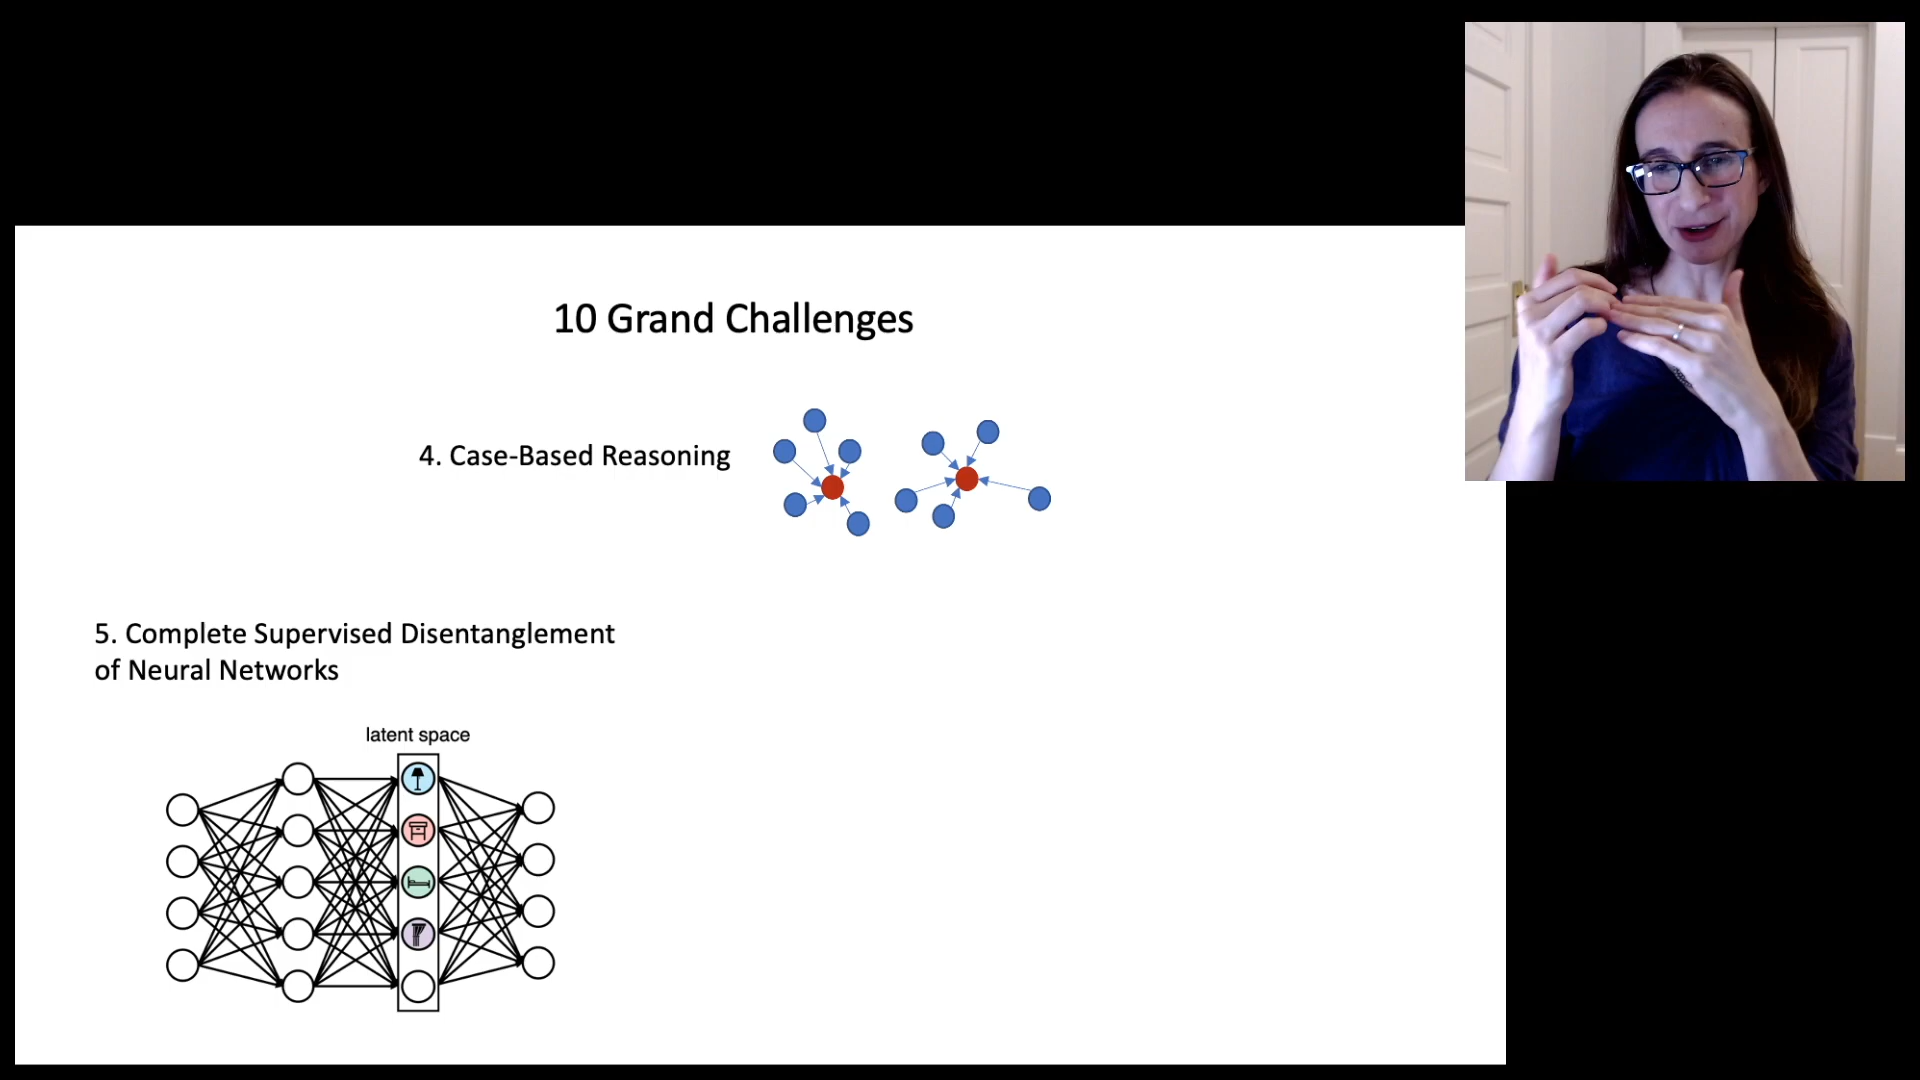 10 Grand Challenges
4. Case-Based Reasoning
5. Complete Supervised Disentanglement
of Neural Networks
latent space